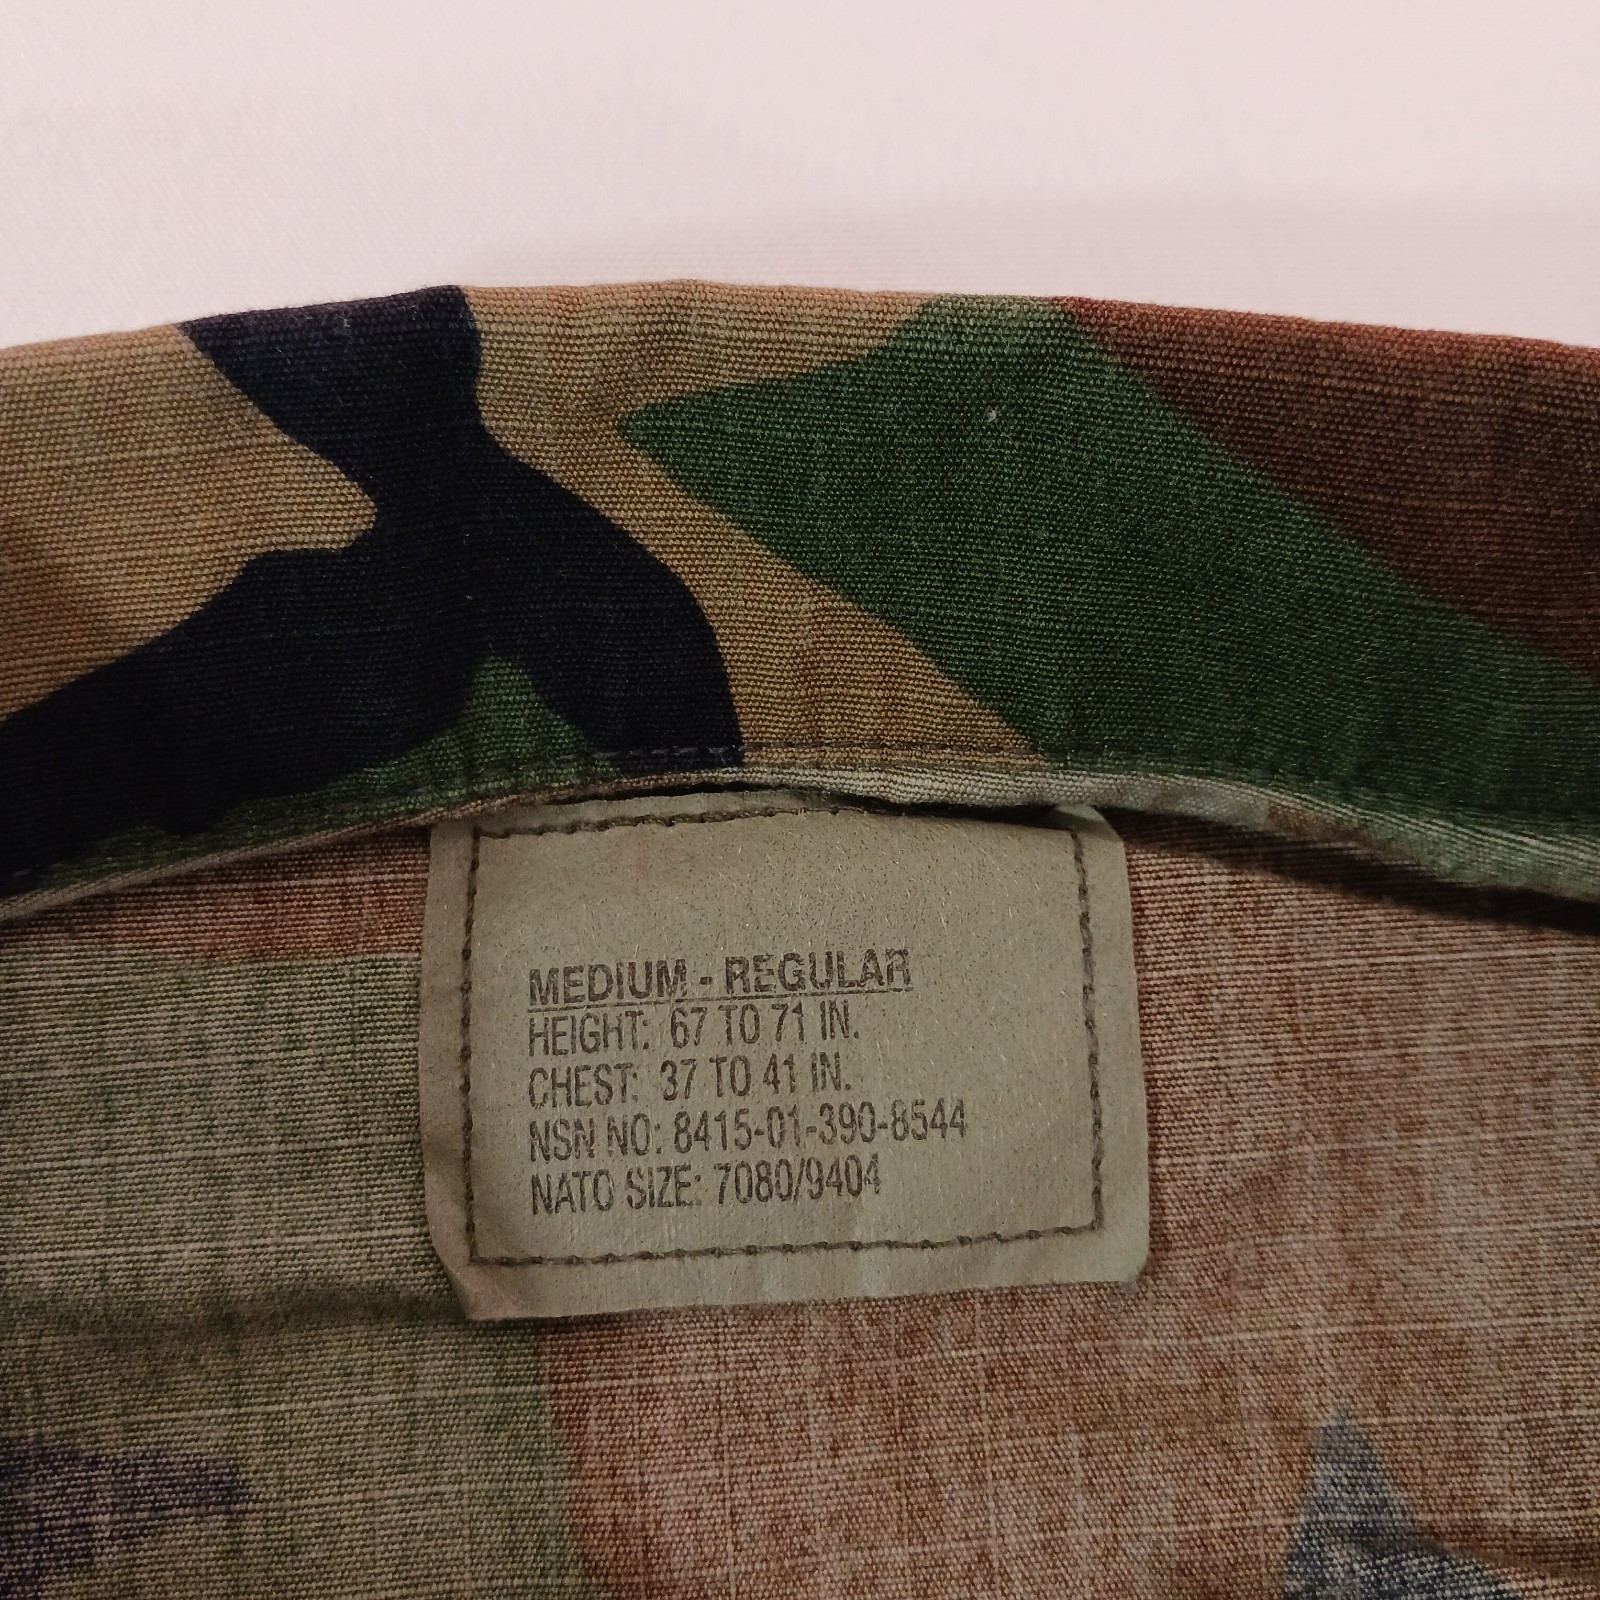 MEDIUM - REGULAR
HEIGHT: 67 TO 71 IN.
CHEST: 37 TO 41 IN.
NSN NO: 8415-01-390-8544
NATO SIZE: 7080/9404